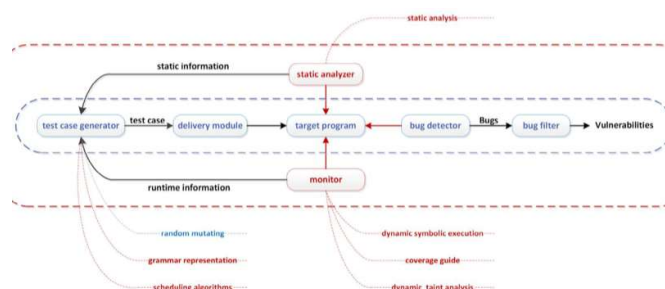 static analysis
static information
static analyzer
test case generator
test case
delivery module
target program
bug detector
Bugs
bug filter
Vulnerabilities
monitor
runtime information
random mutating
dynamic symbolic execution
grammar representation
coverage guide
scheduling algorithms
dynamic taint analysis